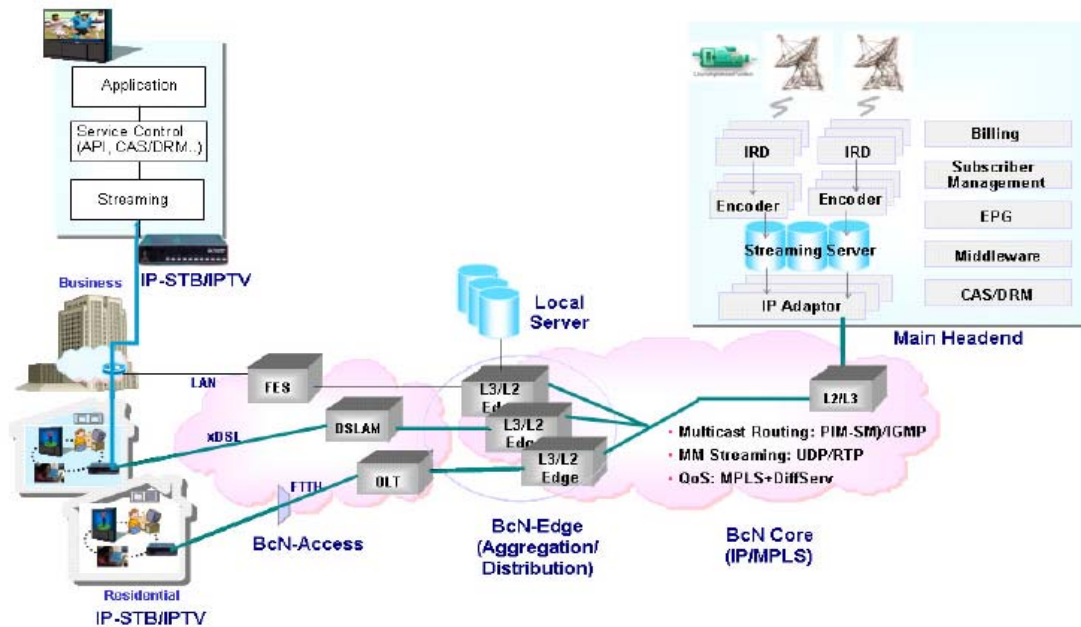 Application
Service Control
(API, CAS/DRM..)
Streaming
IP-STB/IPTV
Business
LAN
xDSL
FTTH
Residential
IP-STB/IPTV
FES
DSLAM
OLT
BcN-Access
Local
Server
L3/L2
Edge
L3/L2
Edge
L3/L2
Edge
BcN-Edge
(Aggregation/
Distribution)
IRD
IRD
Encoder
Encoder
Streaming Server
IP Adaptor
Billing
Subscriber
Management
EPG
Middleware
CAS/DRM
Main Headend
L2/L3
• Multicast Routing: PIM-SM)/IGMP
• MM Streaming: UDP/RTP
• QoS: MPLS+DiffServ
BcN Core
(IP/MPLS)